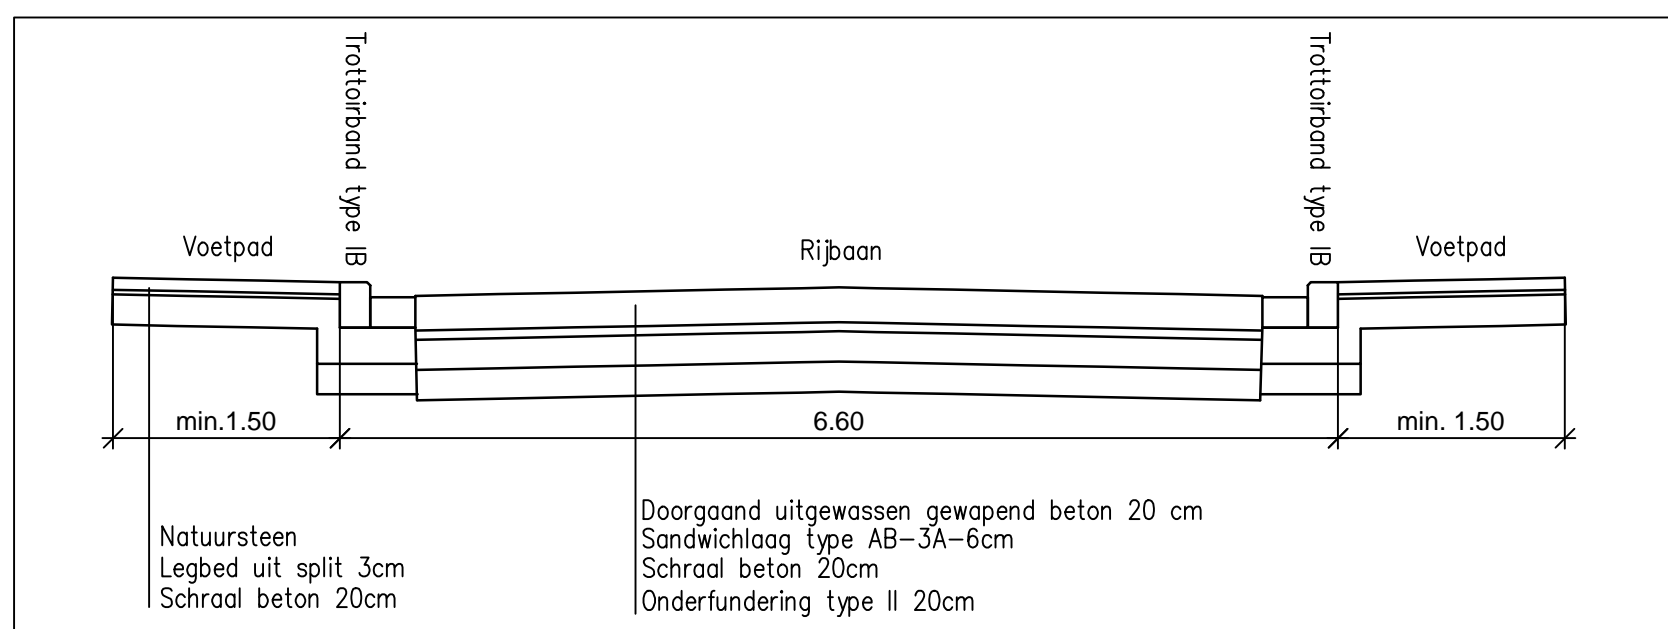 Trottoirband type IB
Trottoirband type IB
Voetpad
Rijbaan
Voetpad
min.1.50
6.60
min. 1.50
Natuursteen
Legbed uit split 3cm
Schraal beton 20cm
Doorgaand uitgewassen gewapend beton 20 cm
Sandwichlaag type AB-3A-6cm
Schraal beton 20cm
Onderfundering type II 20cm